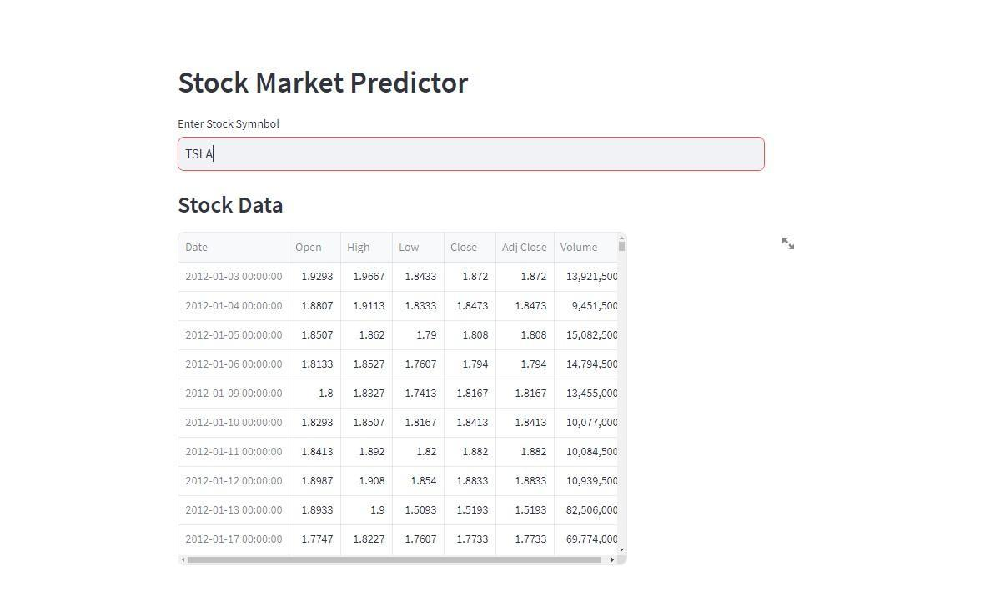 Stock Market Predictor
Enter Stock Symnbol
TSLA
Stock Data
Date Open High Low Close Adj Close Volume
2012-01-03 00:00:00 1.9293 1.9667 1.8433 1.872 1.872 13,921,500
2012-01-04 00:00:00 1.8807 1.9113 1.8333 1.8473 1.8473 9,451,500
2012-01-05 00:00:00 1.8507 1.862 1.79 1.808 1.808 15,082,500
2012-01-06 00:00:00 1.8133 1.8527 1.7607 1.794 1.794 14,794,500
2012-01-09 00:00:00 1.8 1.8327 1.7413 1.8167 1.8167 13,455,000
2012-01-10 00:00:00 1.8293 1.8507 1.8167 1.8413 1.8413 10,077,000
2012-01-11 00:00:00 1.8413 1.892 1.82 1.882 1.882 10,084,500
2012-01-12 00:00:00 1.8987 1.908 1.854 1.8833 1.8833 10,939,500
2012-01-13 00:00:00 1.8933 1.9 1.5093 1.5193 1.5193 82,506,000
2012-01-17 00:00:00 1.7747 1.8227 1.7607 1.7733 1.7733 69,774,000